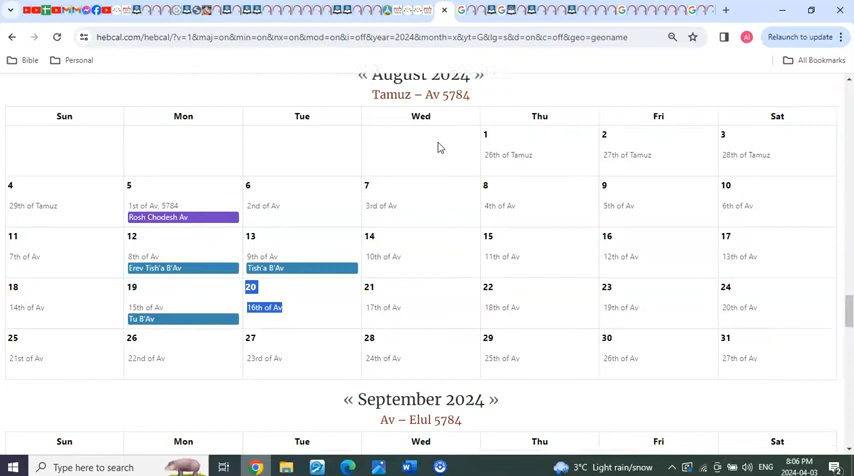 hebcal.com/hebcal/?v=1&maj=on&min=on&nx=on&mod=on&i=off&year=2024&month=x&yt=G&lg=s&d=on&c=off&geo=geoname
AI
Relaunch to update
Bible
Personal
All Bookmarks
« August 2024 »
Tamuz – Av 5784
Sun Mon Tue Wed Thu Fri Sat
1 2 3
26th of Tamuz 27th of Tamuz 28th of Tamuz
4 5 6 7 8 9 10
29th of Tamuz 1st of Av, 5784 2nd of Av 3rd of Av 4th of Av 5th of Av 6th of Av
Rosh Chodesh Av
11 12 13 14 15 16 17
7th of Av 8th of Av 9th of Av 10th of Av 11th of Av 12th of Av 13th of Av
Erev Tish'a B'Av Tish'a B'Av
18 19 20 21 22 23 24
14th of Av 15th of Av 16th of Av 17th of Av 18th of Av 19th of Av 20th of Av
Tu B'Av
25 26 27 28 29 30 31
21st of Av 22nd of Av 23rd of Av 24th of Av 25th of Av 26th of Av 27th of Av
« September 2024 »
Av – Elul 5784
Sun Mon Tue Wed Thu Fri Sat
Type here to search
3°C Light rain/snow
ENG
8:06 PM
2024-04-03